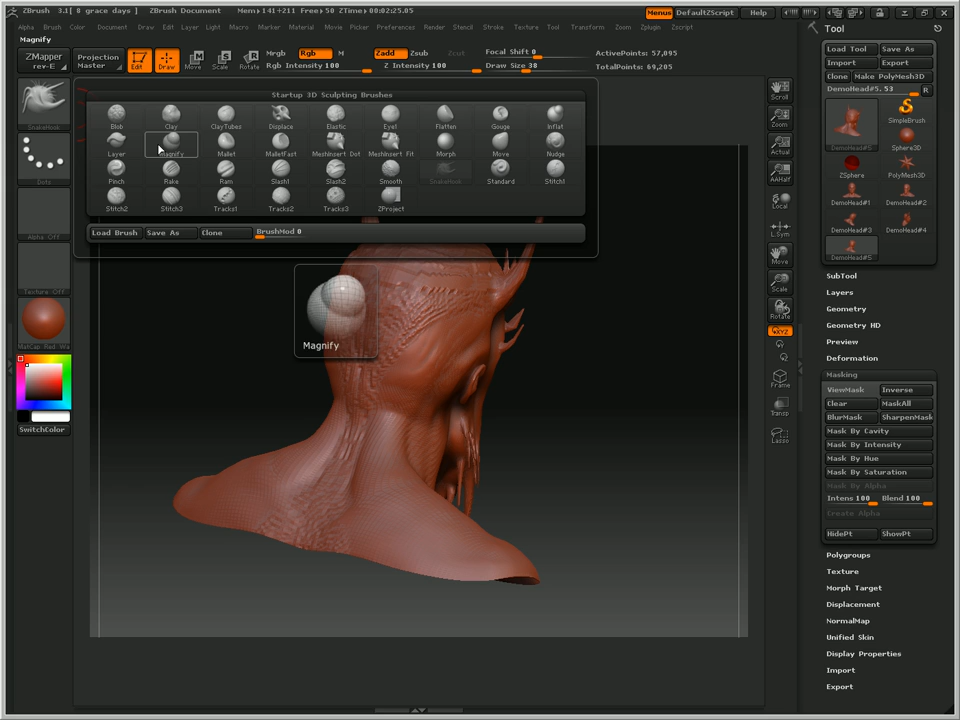 ZBrush 3.1[ 8 grace days ] ZBrush Document Mem>141+211 Free>50 ZTime>00:02:25.05 Menus DefaultZScript Help
Alpha Brush Color Document Draw Edit Layer Light Macro Marker Material Movie Picker Preferences Render Stencil Stroke Texture Tool Transform Zoom Zplugin Zscript
Magnify
ZMapper
rev-E
Projection
Master
Edit
Draw
Move
Scale
Rotate
Mrgb Rgb M
Rgb Intensity 100
Zadd Zsub Zcut
Z Intensity 100
Focal Shift 0
Draw Size 38
ActivePoints: 57,095
TotalPoints: 69,205
SnakeHook
Dots
Alpha Off
Texture Off
MatCap Red Wa
SwitchColor
Startup 3D Sculpting Brushes
Blob Clay ClayTubes Displace Elastic Eyel Flatten Gouge Inflat
Layer Magnify Mallet MalletFast MeshInsert Dot MeshInsert Fit Morph Move Nudge
Pinch Rake Ram Slash1 Slash2 Smooth SnakeHook Standard Stitch1
Stitch2 Stitch3 Tracks1 Tracks2 Tracks3 ZProject
Load Brush Save As Clone BrushMod 0
Magnify
Scroll
Zoom
Actual
AAHalf
Local
L.Sym
Move
Scale
Rotate
XYZ
Frame
Transp
Lasso
Tool
Load Tool Save As
Import Export
Clone Make PolyMesh3D
DemoHead#5. 53 R
DemoHead#5 SimpleBrush
Sphere3D
ZSphere PolyMesh3D
DemoHead#1 DemoHead#2
DemoHead#3 DemoHead#4
DemoHead#5
SubTool
Layers
Geometry
Geometry HD
Preview
Deformation
Masking
ViewMask Inverse
Clear MaskAll
BlurMask SharpenMask
Mask By Cavity
Mask By Intensity
Mask By Hue
Mask By Saturation
Mask By Alpha
Intens 100 Blend 100
Create Alpha
HidePt ShowPt
Polygroups
Texture
Morph Target
Displacement
NormalMap
Unified Skin
Display Properties
Import
Export